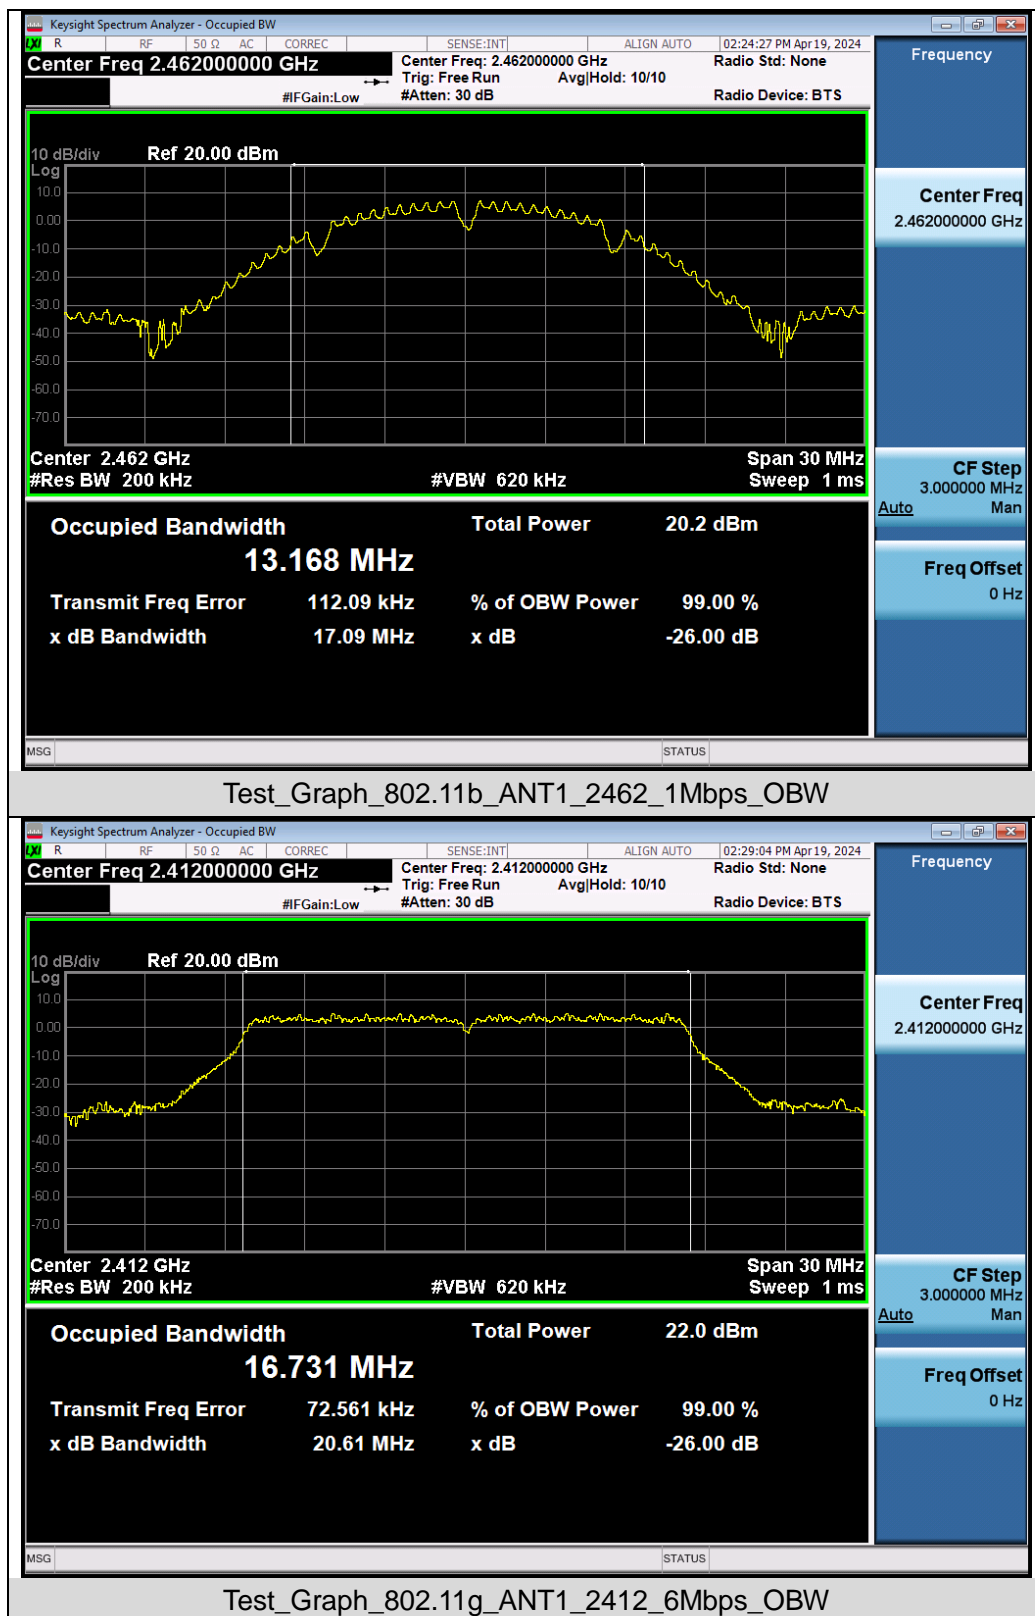 Keysight Spectrum Analyzer - Occupied BW
LXI R RF 50 Ω AC CORREC SENSE:INT ALIGN AUTO 02:24:27 PM Apr 19, 2024
Center Freq 2.462000000 GHz Center Freq: 2.462000000 GHz Radio Std: None
Trig: Free Run Avg|Hold: 10/10
#IFGain:Low #Atten: 30 dB Radio Device: BTS
Frequency
10 dB/div Ref 20.00 dBm
Log
10.0
0.00
-10.0
-20.0
-30.0
-40.0
-50.0
-60.0
-70.0
Center 2.462 GHz Span 30 MHz
#Res BW 200 kHz #VBW 620 kHz Sweep 1 ms
Center Freq
2.462000000 GHz
CF Step
3.000000 MHz
Auto Man
Freq Offset
0 Hz
Occupied Bandwidth Total Power 20.2 dBm
13.168 MHz
Transmit Freq Error 112.09 kHz % of OBW Power 99.00 %
x dB Bandwidth 17.09 MHz x dB -26.00 dB
MSG STATUS
Test_Graph_802.11b_ANT1_2462_1Mbps_OBW
Keysight Spectrum Analyzer - Occupied BW
LXI R RF 50 Ω AC CORREC SENSE:INT ALIGN AUTO 02:29:04 PM Apr 19, 2024
Center Freq 2.412000000 GHz Center Freq: 2.412000000 GHz Radio Std: None
Trig: Free Run Avg|Hold: 10/10
#IFGain:Low #Atten: 30 dB Radio Device: BTS
Frequency
10 dB/div Ref 20.00 dBm
Log
10.0
0.00
-10.0
-20.0
-30.0
-40.0
-50.0
-60.0
-70.0
Center 2.412 GHz Span 30 MHz
#Res BW 200 kHz #VBW 620 kHz Sweep 1 ms
Center Freq
2.412000000 GHz
CF Step
3.000000 MHz
Auto Man
Freq Offset
0 Hz
Occupied Bandwidth Total Power 22.0 dBm
16.731 MHz
Transmit Freq Error 72.561 kHz % of OBW Power 99.00 %
x dB Bandwidth 20.61 MHz x dB -26.00 dB
MSG STATUS
Test_Graph_802.11g_ANT1_2412_6Mbps_OBW